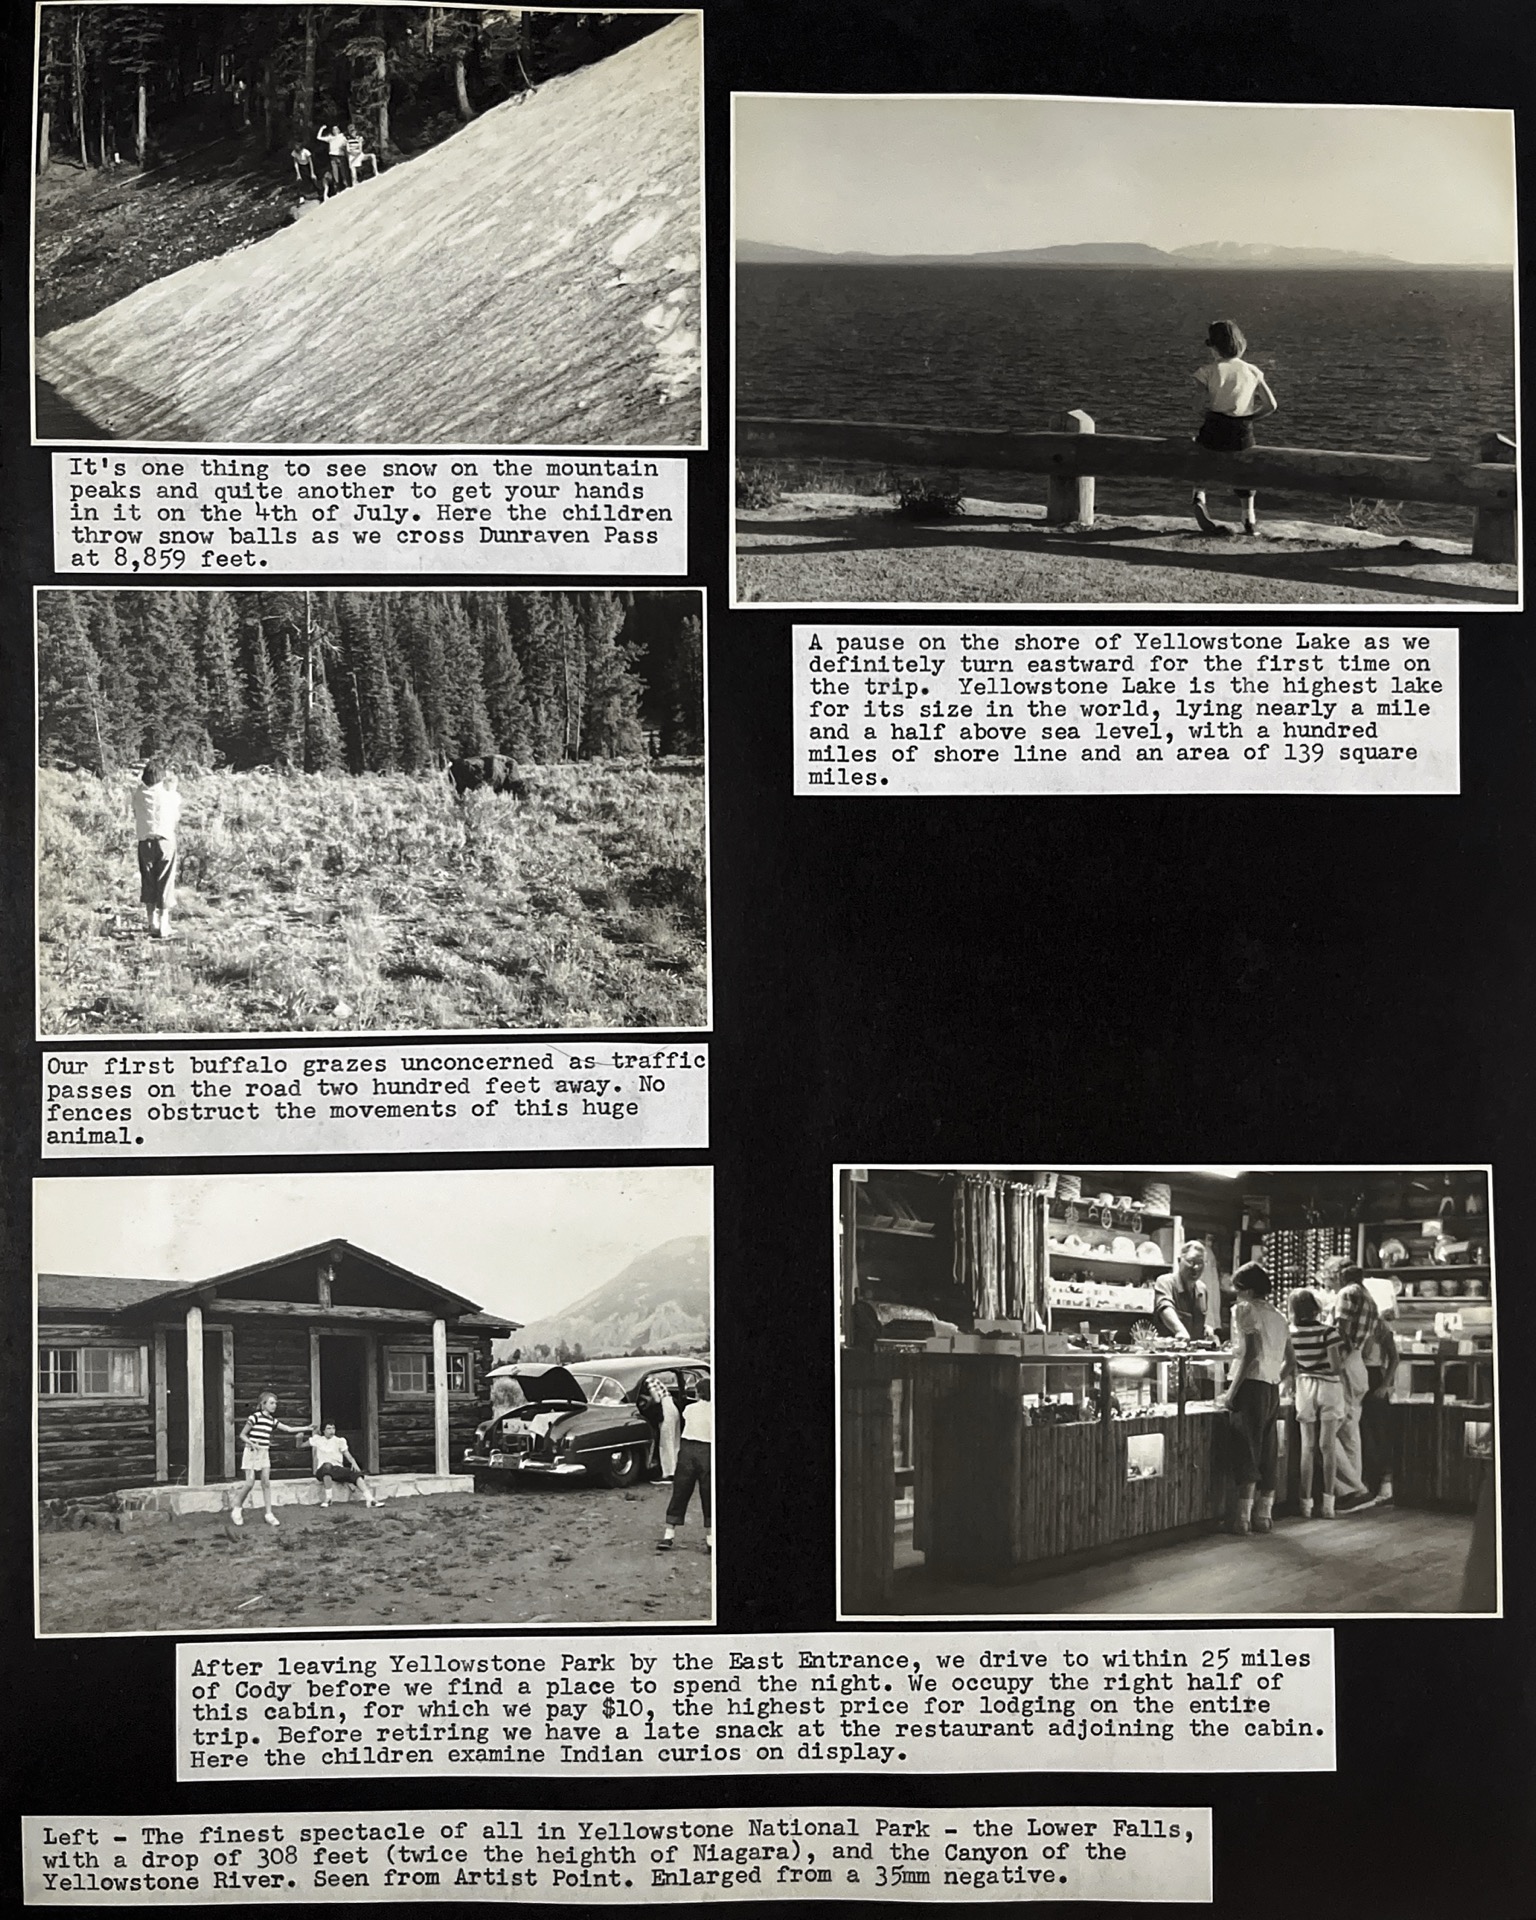 It's one thing to see snow on the mountain
peaks and quite another to get your hands
in it on the 4th of July. Here the children
throw snow balls as we cross Dunraven Pass
at 8,859 feet.
A pause on the shore of Yellowstone Lake as we
definitely turn eastward for the first time on
the trip.  Yellowstone Lake is the highest lake
for its size in the world, lying nearly a mile
and a half above sea level, with a hundred
miles of shore line and an area of 139 square
miles.
Our first buffalo grazes unconcerned as traffic
passes on the road two hundred feet away. No
fences obstruct the movements of this huge
animal.
After leaving Yellowstone Park by the East Entrance, we drive to within 25 miles
of Cody before we find a place to spend the night. We occupy the right half of
this cabin, for which we pay $10, the highest price for lodging on the entire
trip. Before retiring we have a late snack at the restaurant adjoining the cabin.
Here the children examine Indian curios on display.
Left - The finest spectacle of all in Yellowstone National Park - the Lower Falls,
with a drop of 308 feet (twice the heighth of Niagara), and the Canyon of the
Yellowstone River. Seen from Artist Point. Enlarged from a 35mm negative.